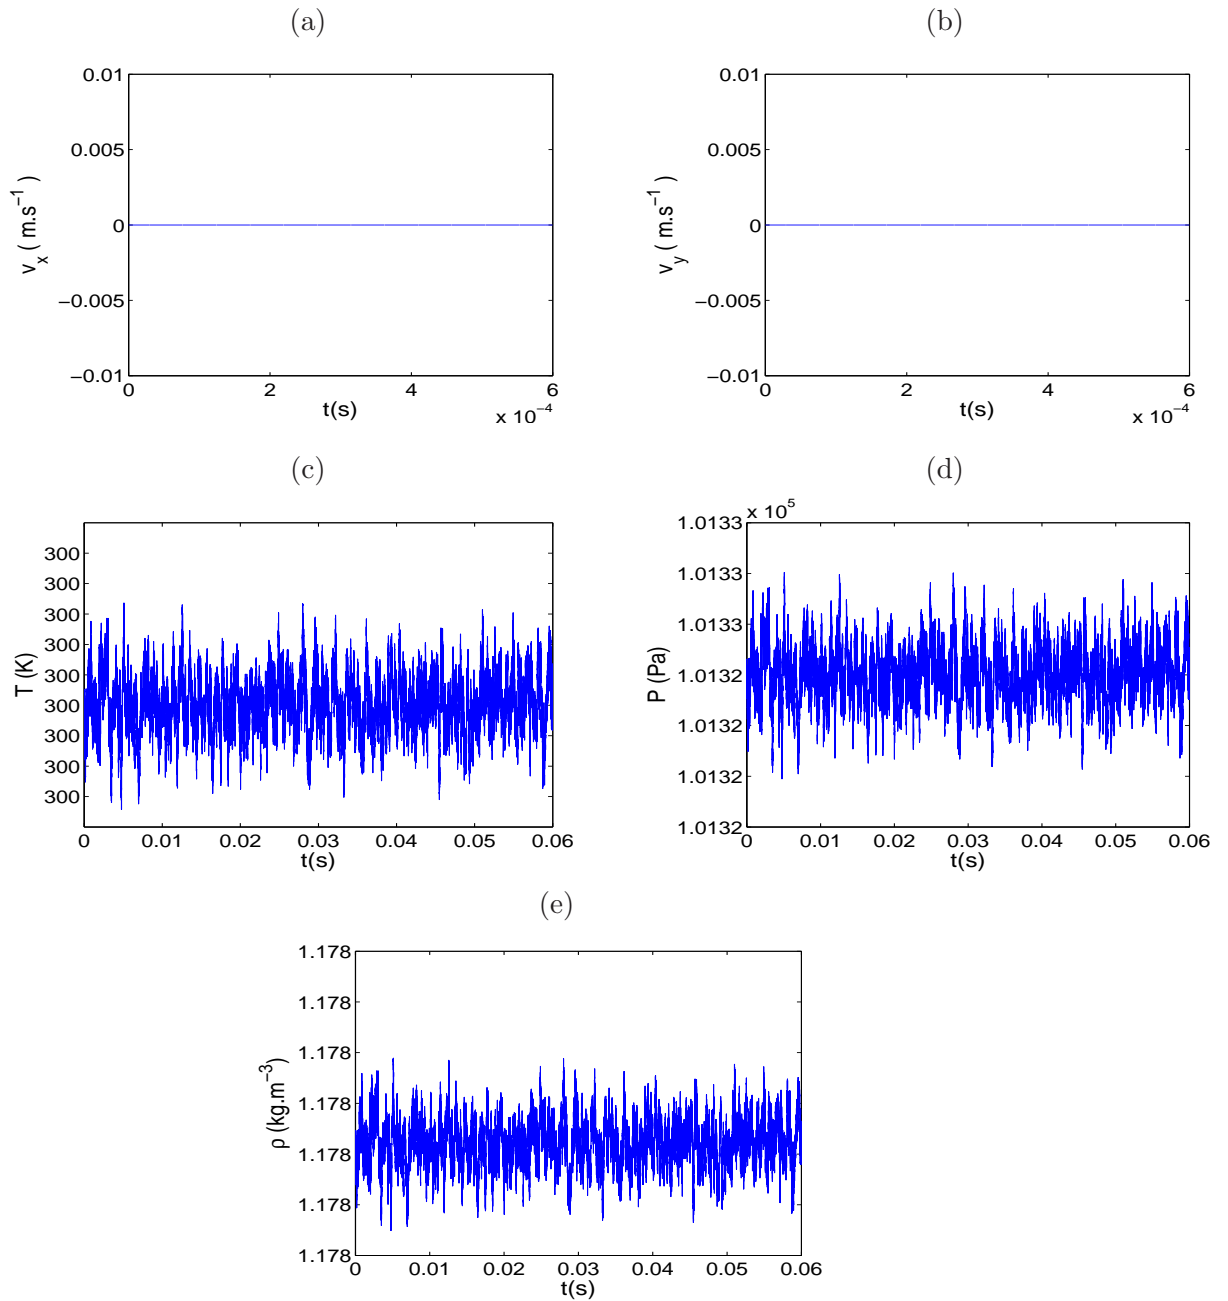 (a)
0.01
0.005
0
−0.005
−0.01
v_x ( m.s^−1 )
0 2 4 6
t(s)
x 10^−4
(b)
0.01
0.005
0
−0.005
−0.01
v_y ( m.s^−1 )
0 2 4 6
t(s)
x 10^−4
(c)
300
300
300
300
300
300
300
300
300
T (K)
0 0.01 0.02 0.03 0.04 0.05 0.06
t(s)
(d)
x 10^5
1.0133
1.0133
1.0133
1.0132
1.0132
1.0132
1.0132
P (Pa)
0 0.01 0.02 0.03 0.04 0.05 0.06
t(s)
(e)
1.178
1.178
1.178
1.178
1.178
1.178
1.178
ρ (kg.m^−3)
0 0.01 0.02 0.03 0.04 0.05 0.06
t(s)